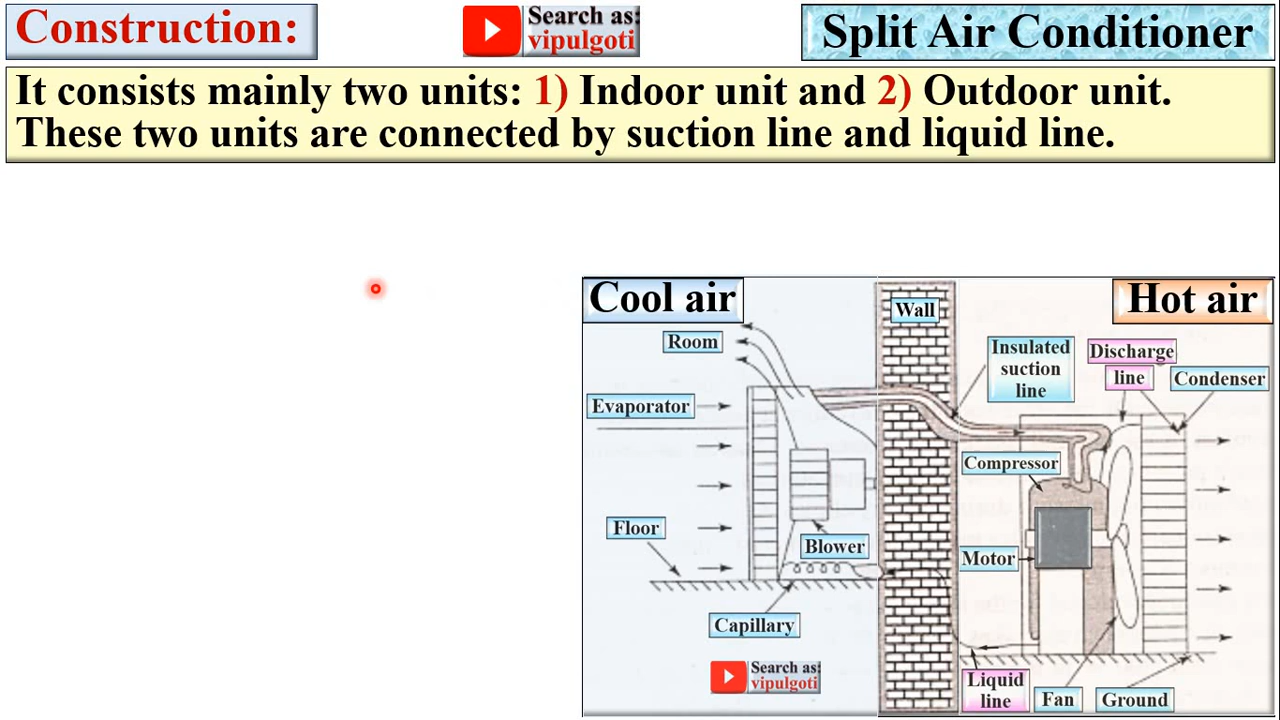 Construction:
Search as:
vipulgoti
Split Air Conditioner
It consists mainly two units: 1) Indoor unit and 2) Outdoor unit.
These two units are connected by suction line and liquid line.
Cool air
Wall
Hot air
Room
Insulated
suction
line
Discharge
line
Condenser
Evaporator
Compressor
Floor
Blower
Motor
Capillary
Search as:
vipulgoti
Liquid
line
Fan
Ground